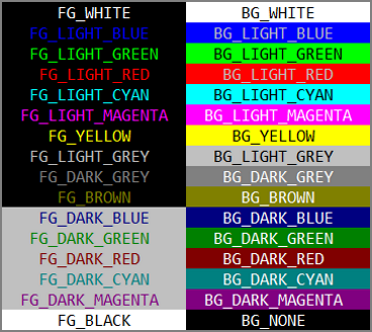 FG_WHITE BG_WHITE
FG_LIGHT_BLUE BG_LIGHT_BLUE
FG_LIGHT_GREEN BG_LIGHT_GREEN
FG_LIGHT_RED BG_LIGHT_RED
FG_LIGHT_CYAN BG_LIGHT_CYAN
FG_LIGHT_MAGENTA BG_LIGHT_MAGENTA
FG_YELLOW BG_YELLOW
FG_LIGHT_GREY BG_LIGHT_GREY
FG_DARK_GREY BG_DARK_GREY
FG_BROWN BG_BROWN
FG_DARK_BLUE BG_DARK_BLUE
FG_DARK_GREEN BG_DARK_GREEN
FG_DARK_RED BG_DARK_RED
FG_DARK_CYAN BG_DARK_CYAN
FG_DARK_MAGENTA BG_DARK_MAGENTA
FG_BLACK BG_NONE